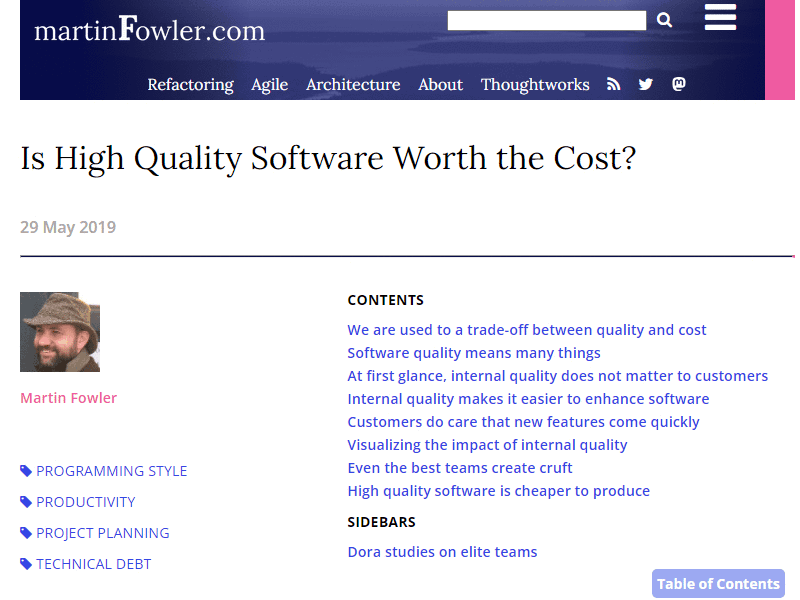 martinFowler.com
Refactoring Agile Architecture About Thoughtworks
Is High Quality Software Worth the Cost?
29 May 2019
Martin Fowler
PROGRAMMING STYLE
PRODUCTIVITY
PROJECT PLANNING
TECHNICAL DEBT
CONTENTS
We are used to a trade-off between quality and cost
Software quality means many things
At first glance, internal quality does not matter to customers
Internal quality makes it easier to enhance software
Customers do care that new features come quickly
Visualizing the impact of internal quality
Even the best teams create cruft
High quality software is cheaper to produce
SIDEBARS
Dora studies on elite teams
Table of Contents